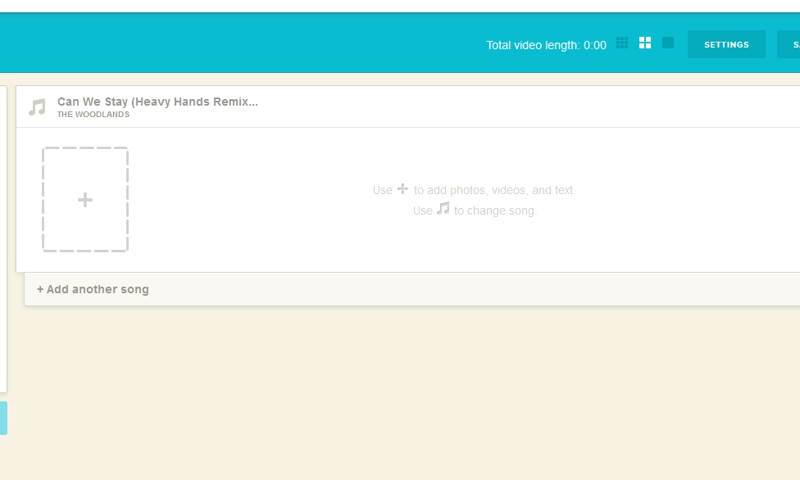 Total video length: 0:00
SETTINGS
Can We Stay (Heavy Hands Remix...
THE WOODLANDS
Use + to add photos, videos, and text.
Use to change song.
+ Add another song